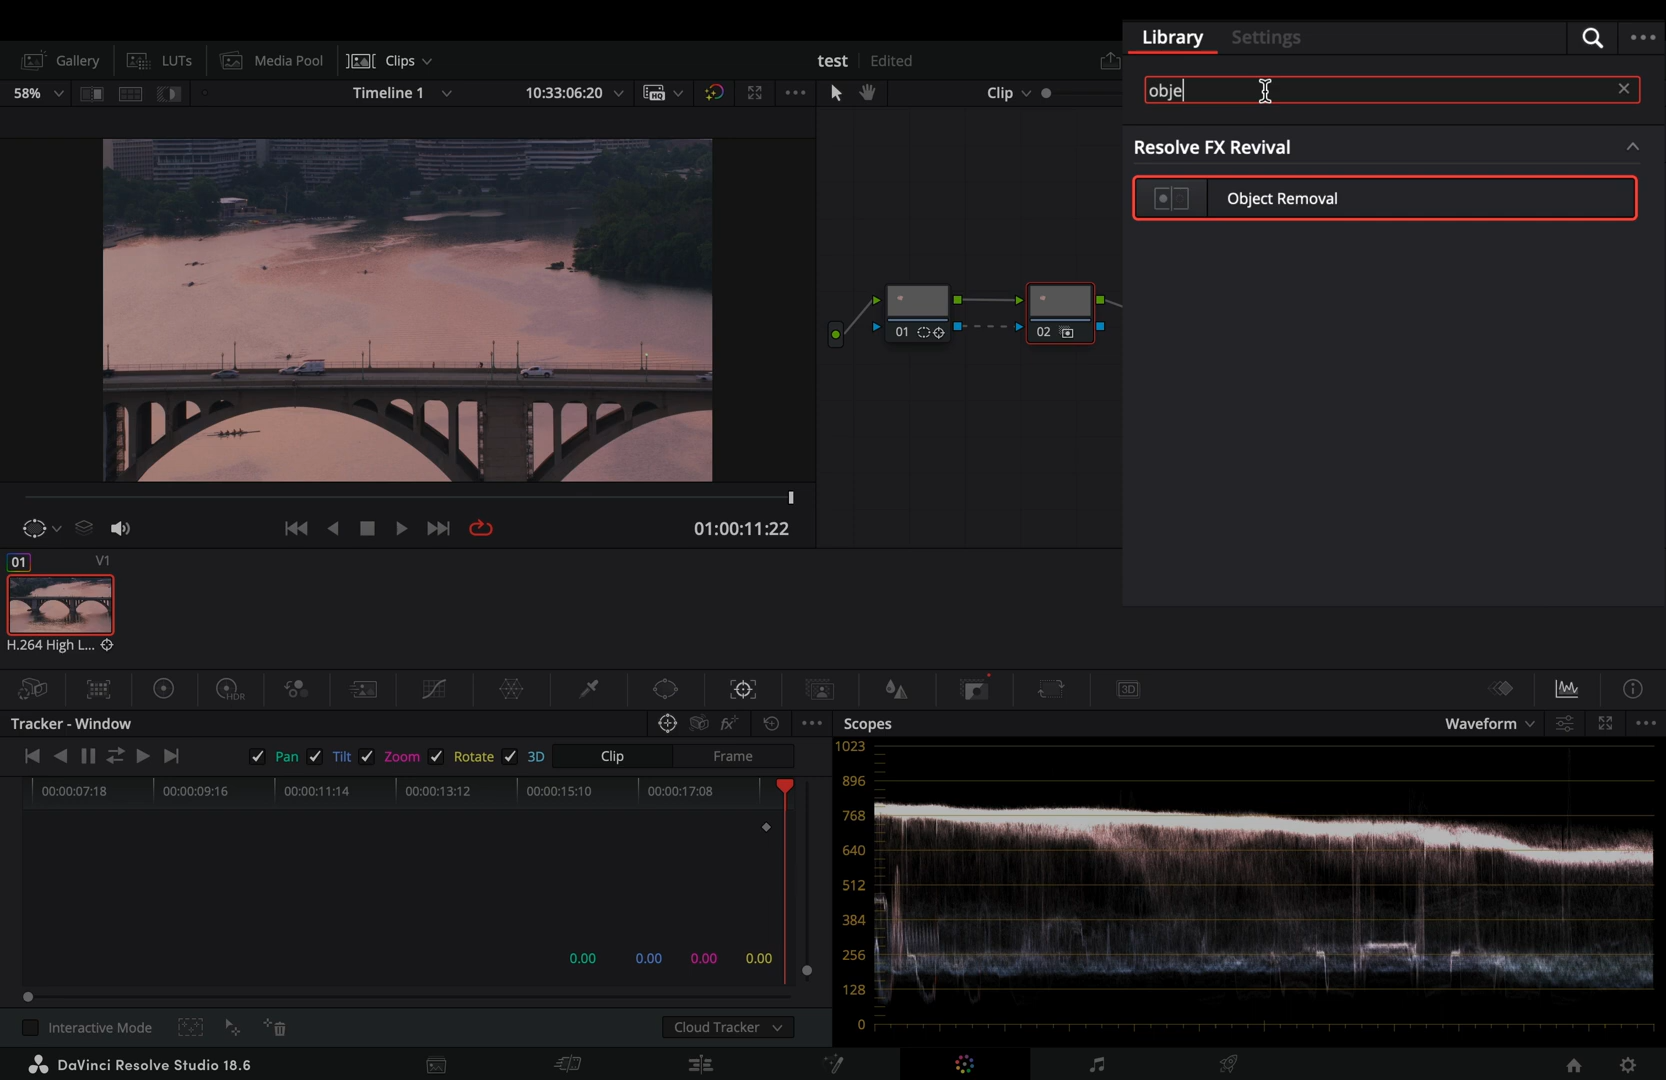 Gallery
LUTs
Media Pool
Clips
test
Edited
Library
Settings
58%
Timeline 1
10:33:06:20
HQ
Clip
obje
Resolve FX Revival
Object Removal
01
02
01:00:11:22
01
V1
H.264 High L...
HDR
3D
Tracker - Window
fx
Scopes
Waveform
Pan
Tilt
Zoom
Rotate
3D
Clip
Frame
00:00:07:18
00:00:09:16
00:00:11:14
00:00:13:12
00:00:15:10
00:00:17:08
0.00
0.00
0.00
0.00
1023
896
768
640
512
384
256
128
0
Interactive Mode
Cloud Tracker
DaVinci Resolve Studio 18.6